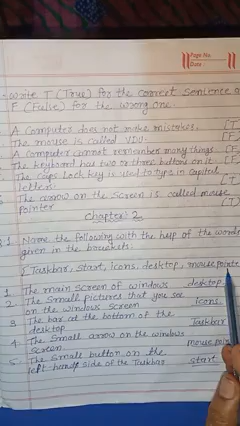 Page No.
Date
Write T (True) for the correct sentence a
F (False) for the wrong one.
A Computer does not make mistakes. [T
The mouse is called VDU. [F
A computer cannot remember many things. [F
The keyboard has two or three buttons on it. [F
The Caps Lock key is used to type in capital [T
letters.
The arrow on the screen is called mouse [T]
pointer
Chapter 2
Q.1. Name the following with the help of the words
given in the brackets.
[ Taskbar, start, icons, desktop, mouse pointer
1 The main screen of windows desktop.
2 The small pictures that you see
on the windows screen Icons.
3 The bar at the bottom of the
desktop Taskbar
4 The small arrow on the windows
screen mouse poi
5. The small button on the
left hand side of the Taskbar start